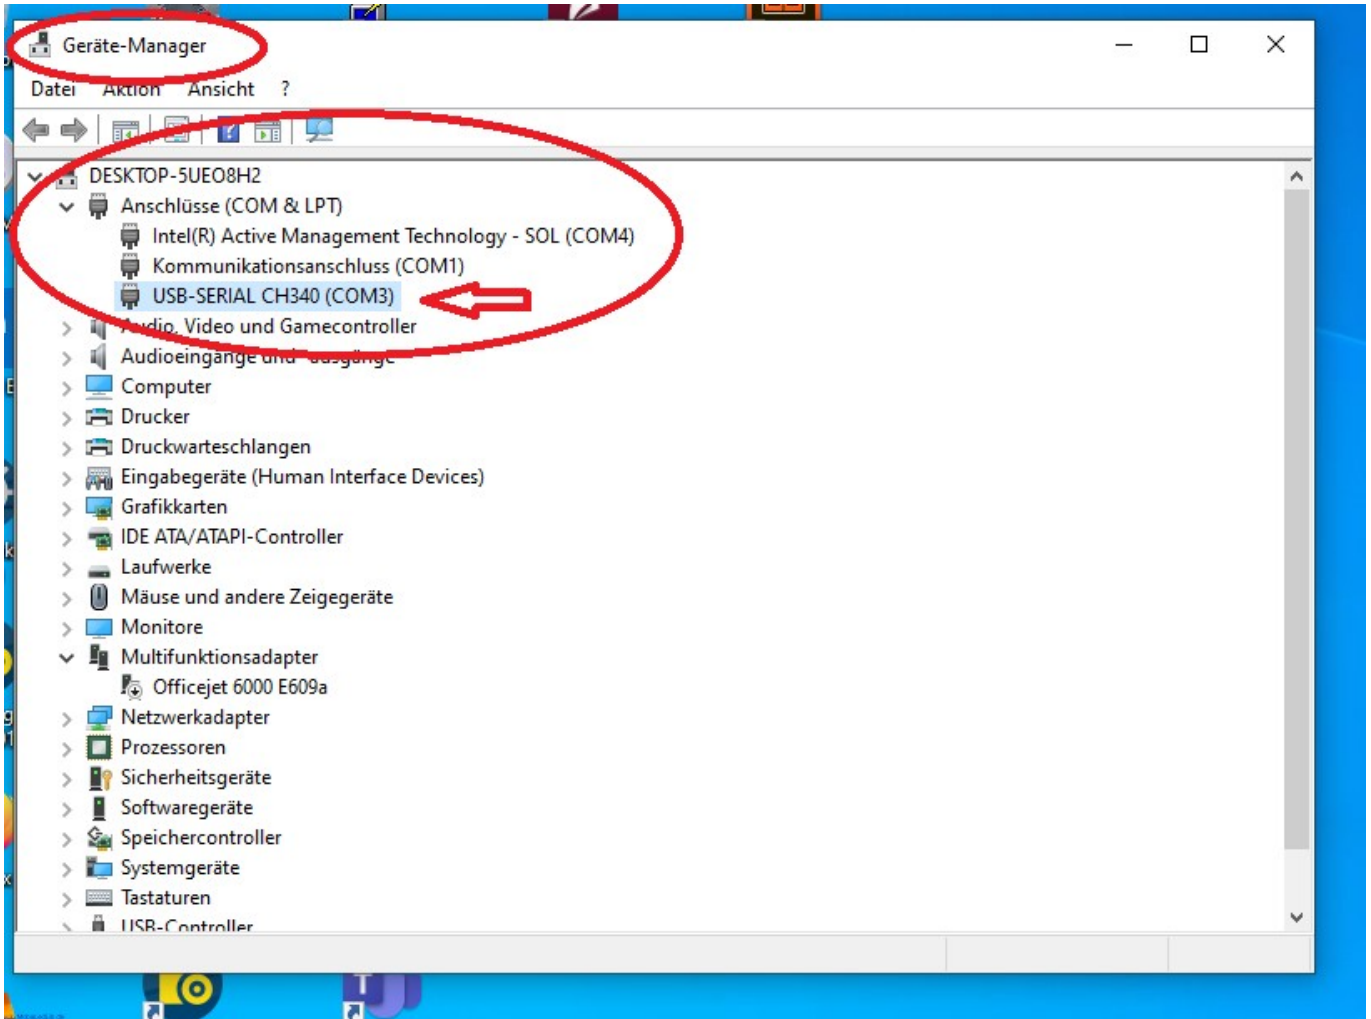 Geräte-Manager
Datei Aktion Ansicht ?
DESKTOP-5UEO8H2
Anschlüsse (COM & LPT)
Intel(R) Active Management Technology - SOL (COM4)
Kommunikationsanschluss (COM1)
USB-SERIAL CH340 (COM3)
Audio, Video und Gamecontroller
Audioeingänge und -ausgänge
Computer
Drucker
Druckwarteschlangen
Eingabegeräte (Human Interface Devices)
Grafikkarten
IDE ATA/ATAPI-Controller
Laufwerke
Mäuse und andere Zeigegeräte
Monitore
Multifunktionsadapter
Officejet 6000 E609a
Netzwerkadapter
Prozessoren
Sicherheitsgeräte
Softwaregeräte
Speichercontroller
Systemgeräte
Tastaturen
USB-Controller
T